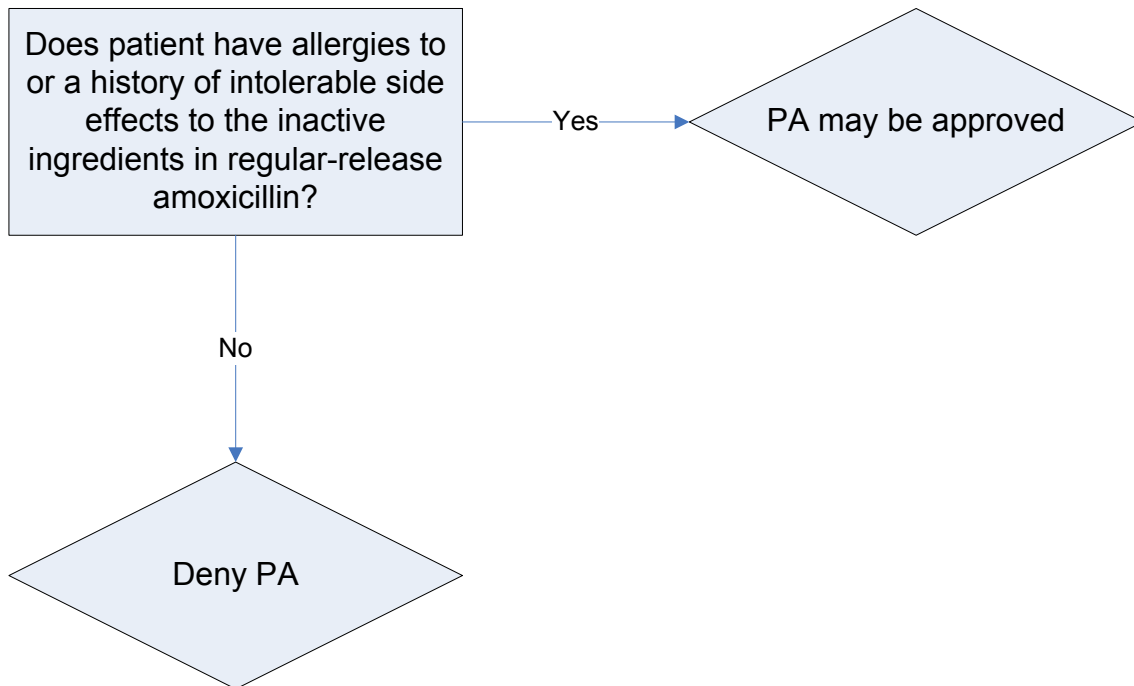 Does patient have allergies to
or a history of intolerable side
effects to the inactive
ingredients in regular-release
amoxicillin?
Yes
PA may be approved
No
Deny PA